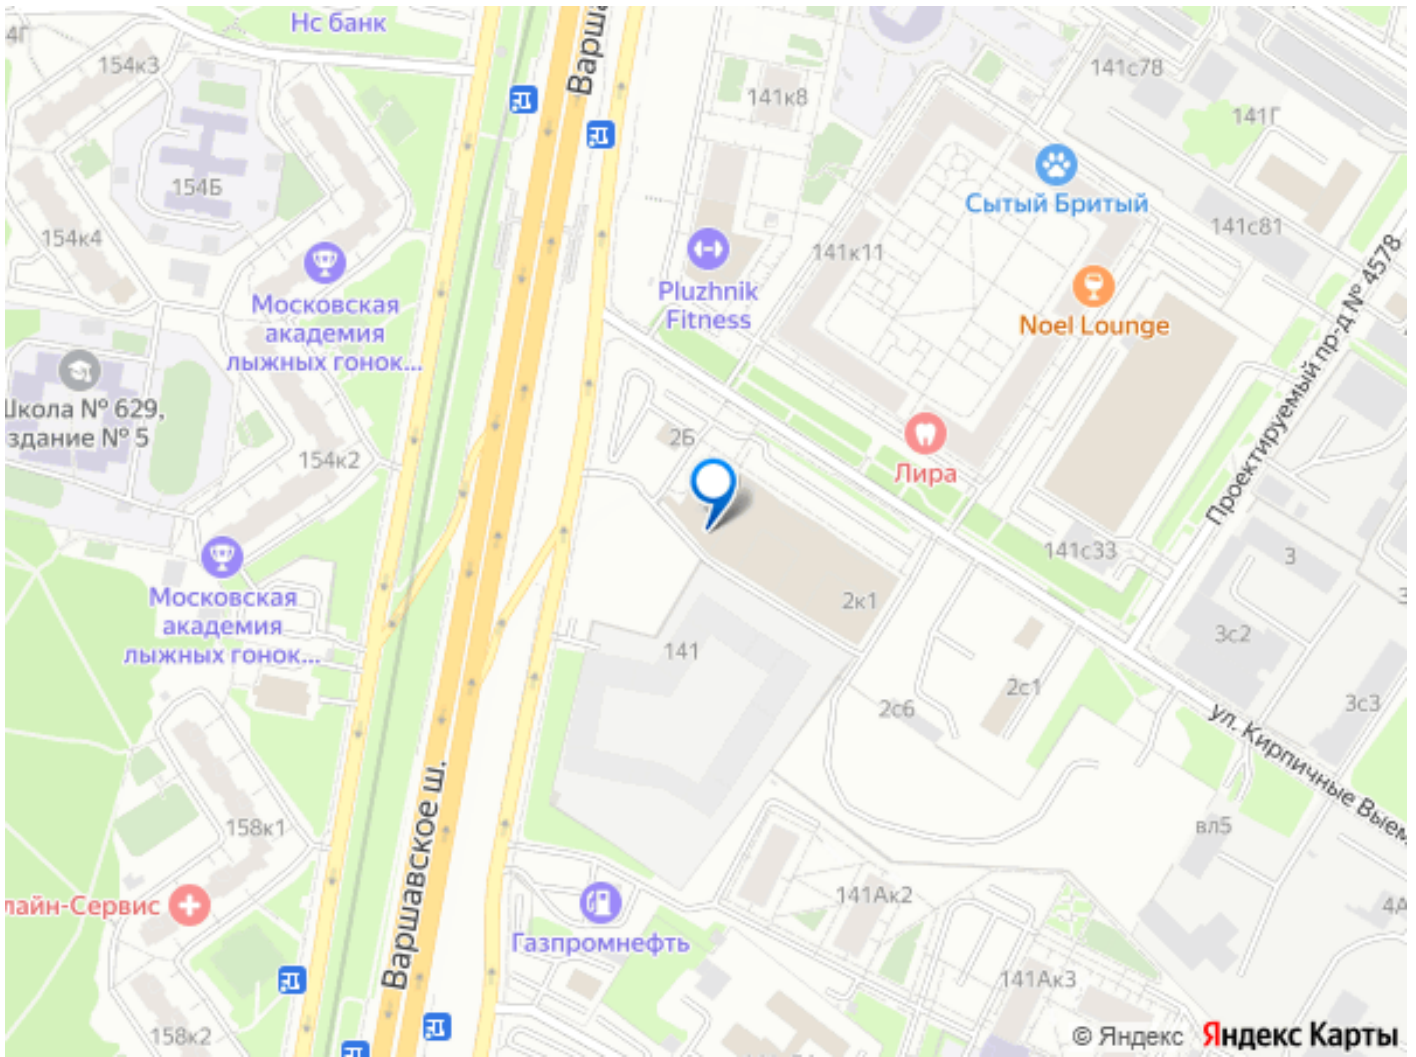 Нс банк
4Г
154к3
Варша
141с78
141к8
141Г
154Б
Сытый Бритый
154к4
141с81
141к11
Pluzhnik
Fitness
Московская
академия
лыжных гонок...
Noel Lounge
Проектируемый пр-д № 4578
Школа № 629,
здание № 5
2Б
154к2
Лира
141с33
3
Московская
академия
лыжных гонок...
2к1
3с2
141
2с1
2с6
3с3
ул. Кирпичные Выем
Варшавское ш.
158к1
вл5
лайн-Сервис
141Ак2
4А
Газпромнефть
141Ак3
158к2
© Яндекс Яндекс Карты